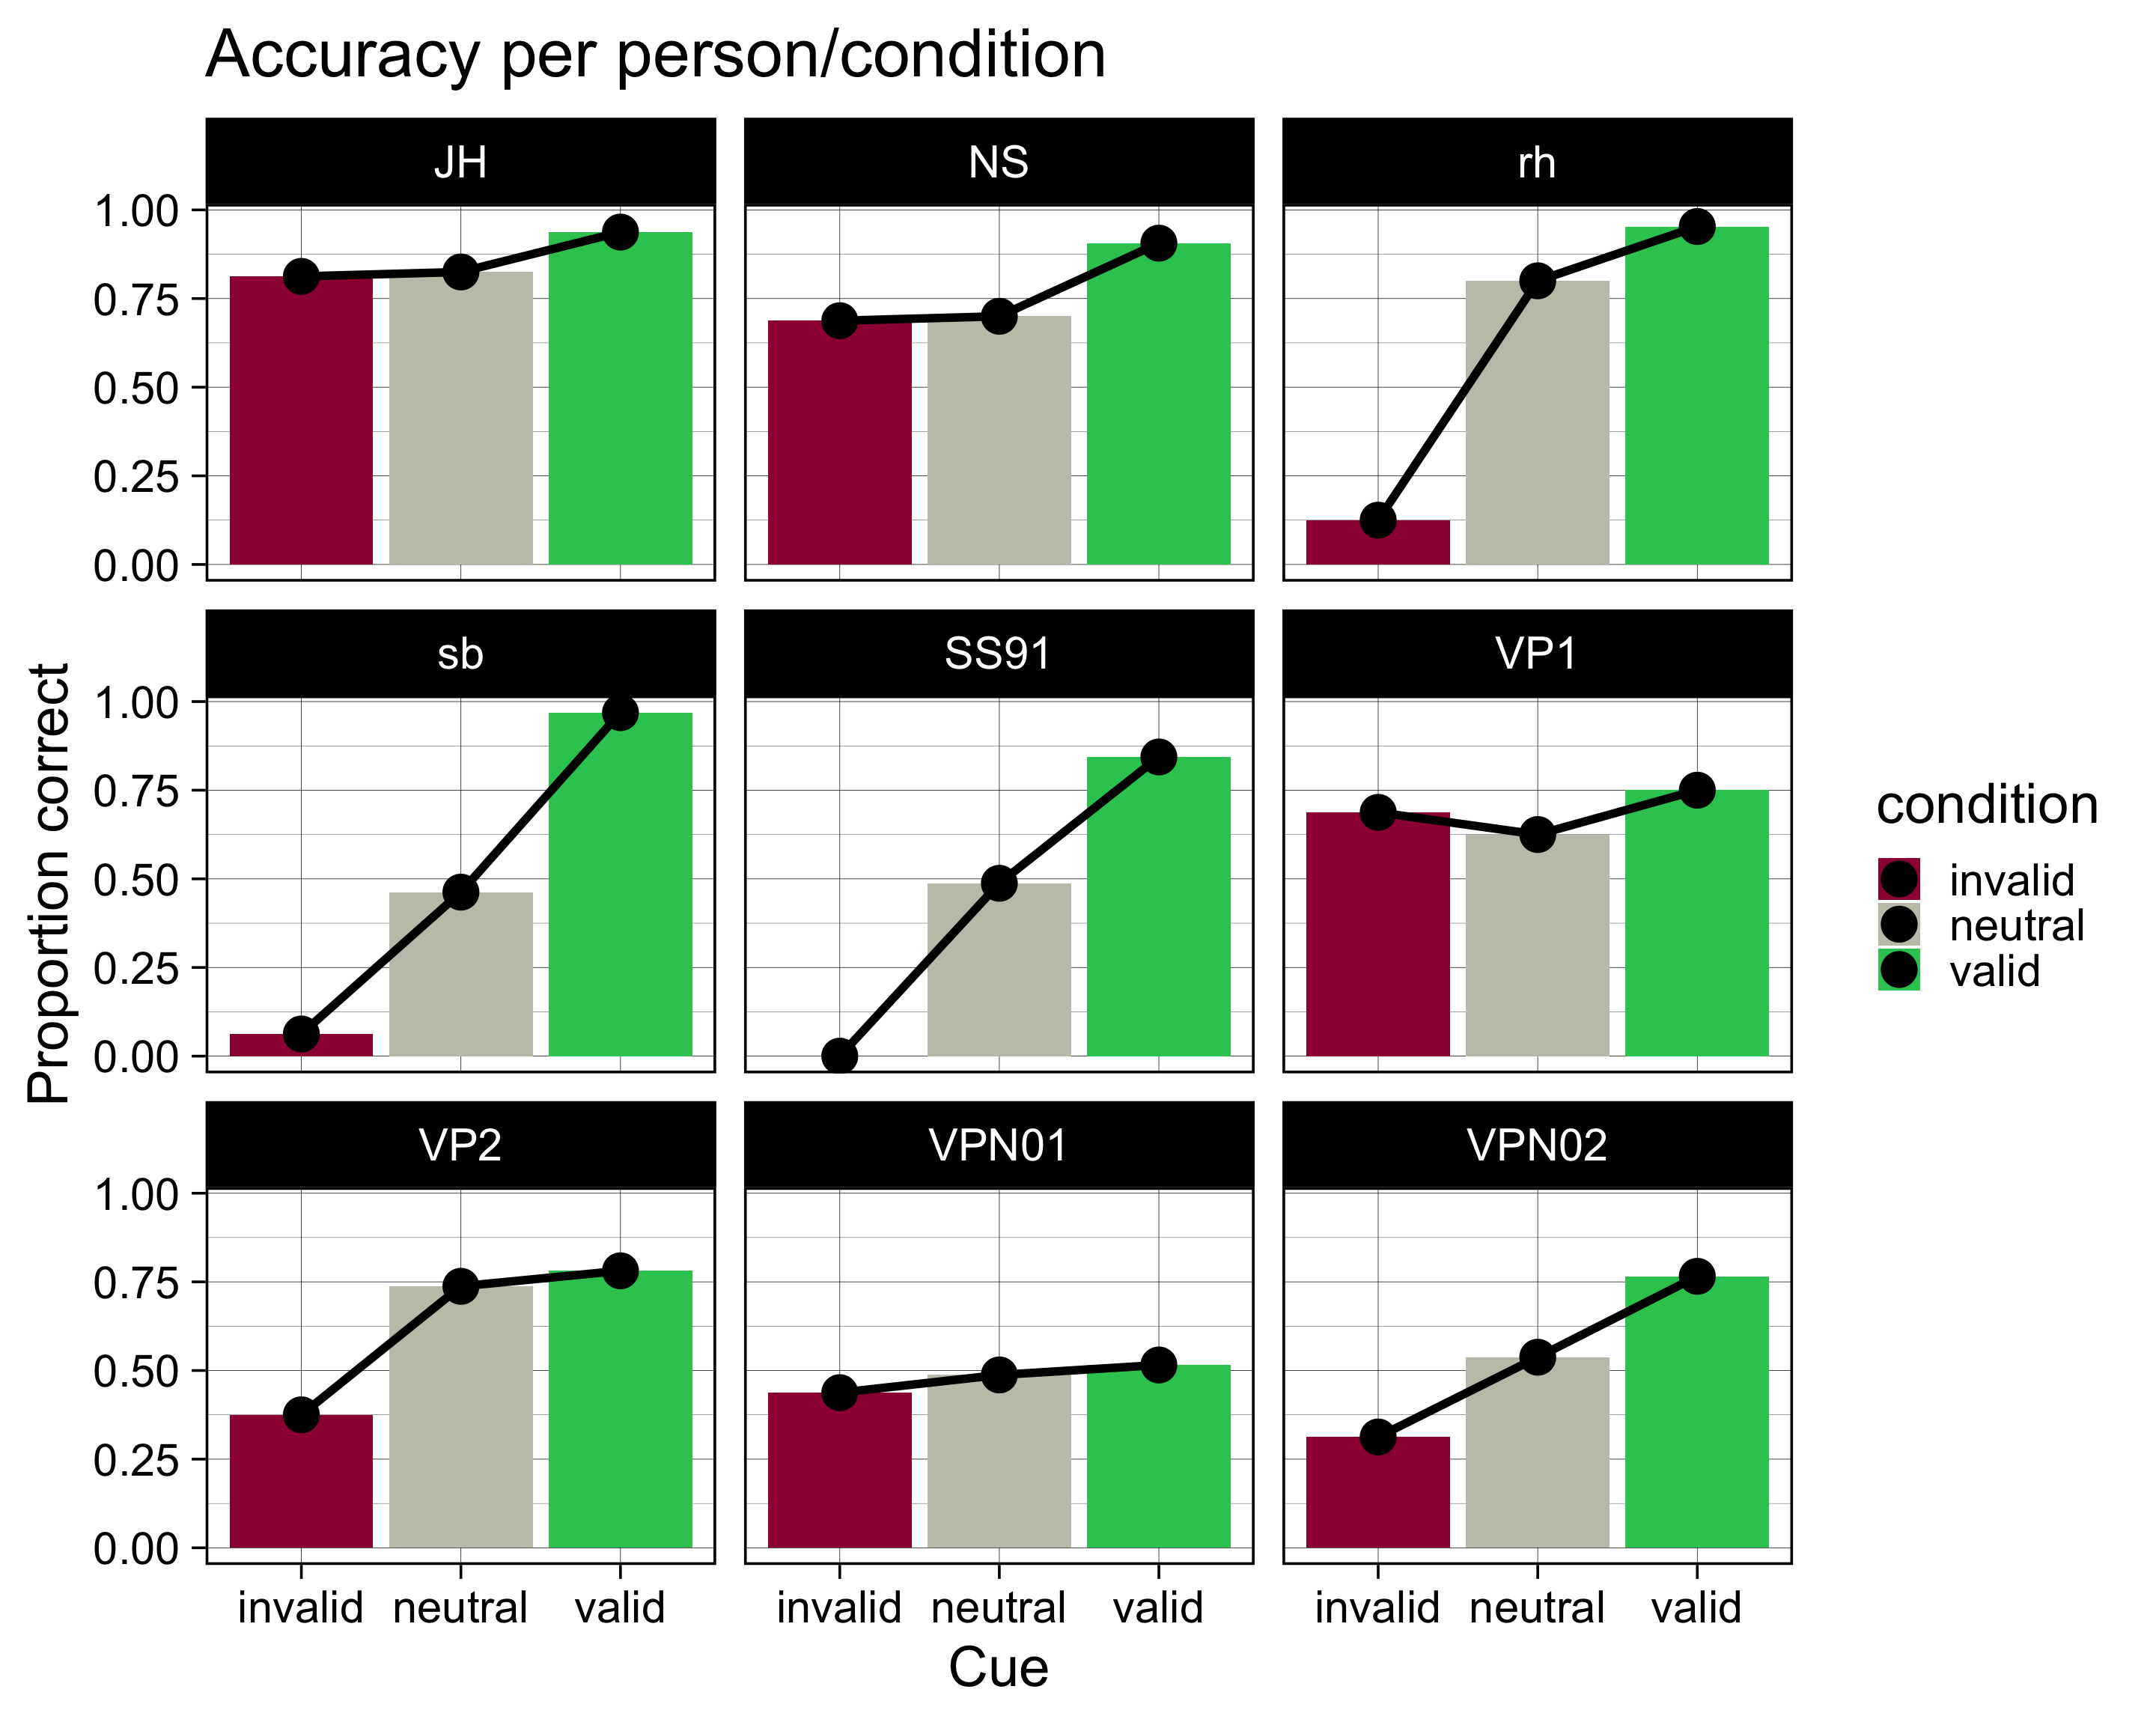 Accuracy per person/condition
JH NS rh
1.00
0.75
0.50
0.25
0.00
sb SS91 VP1
1.00
0.75
0.50
0.25
0.00
VP2 VPN01 VPN02
1.00
0.75
0.50
0.25
0.00
invalid neutral valid invalid neutral valid invalid neutral valid
Cue
Proportion correct
condition
invalid
neutral
valid